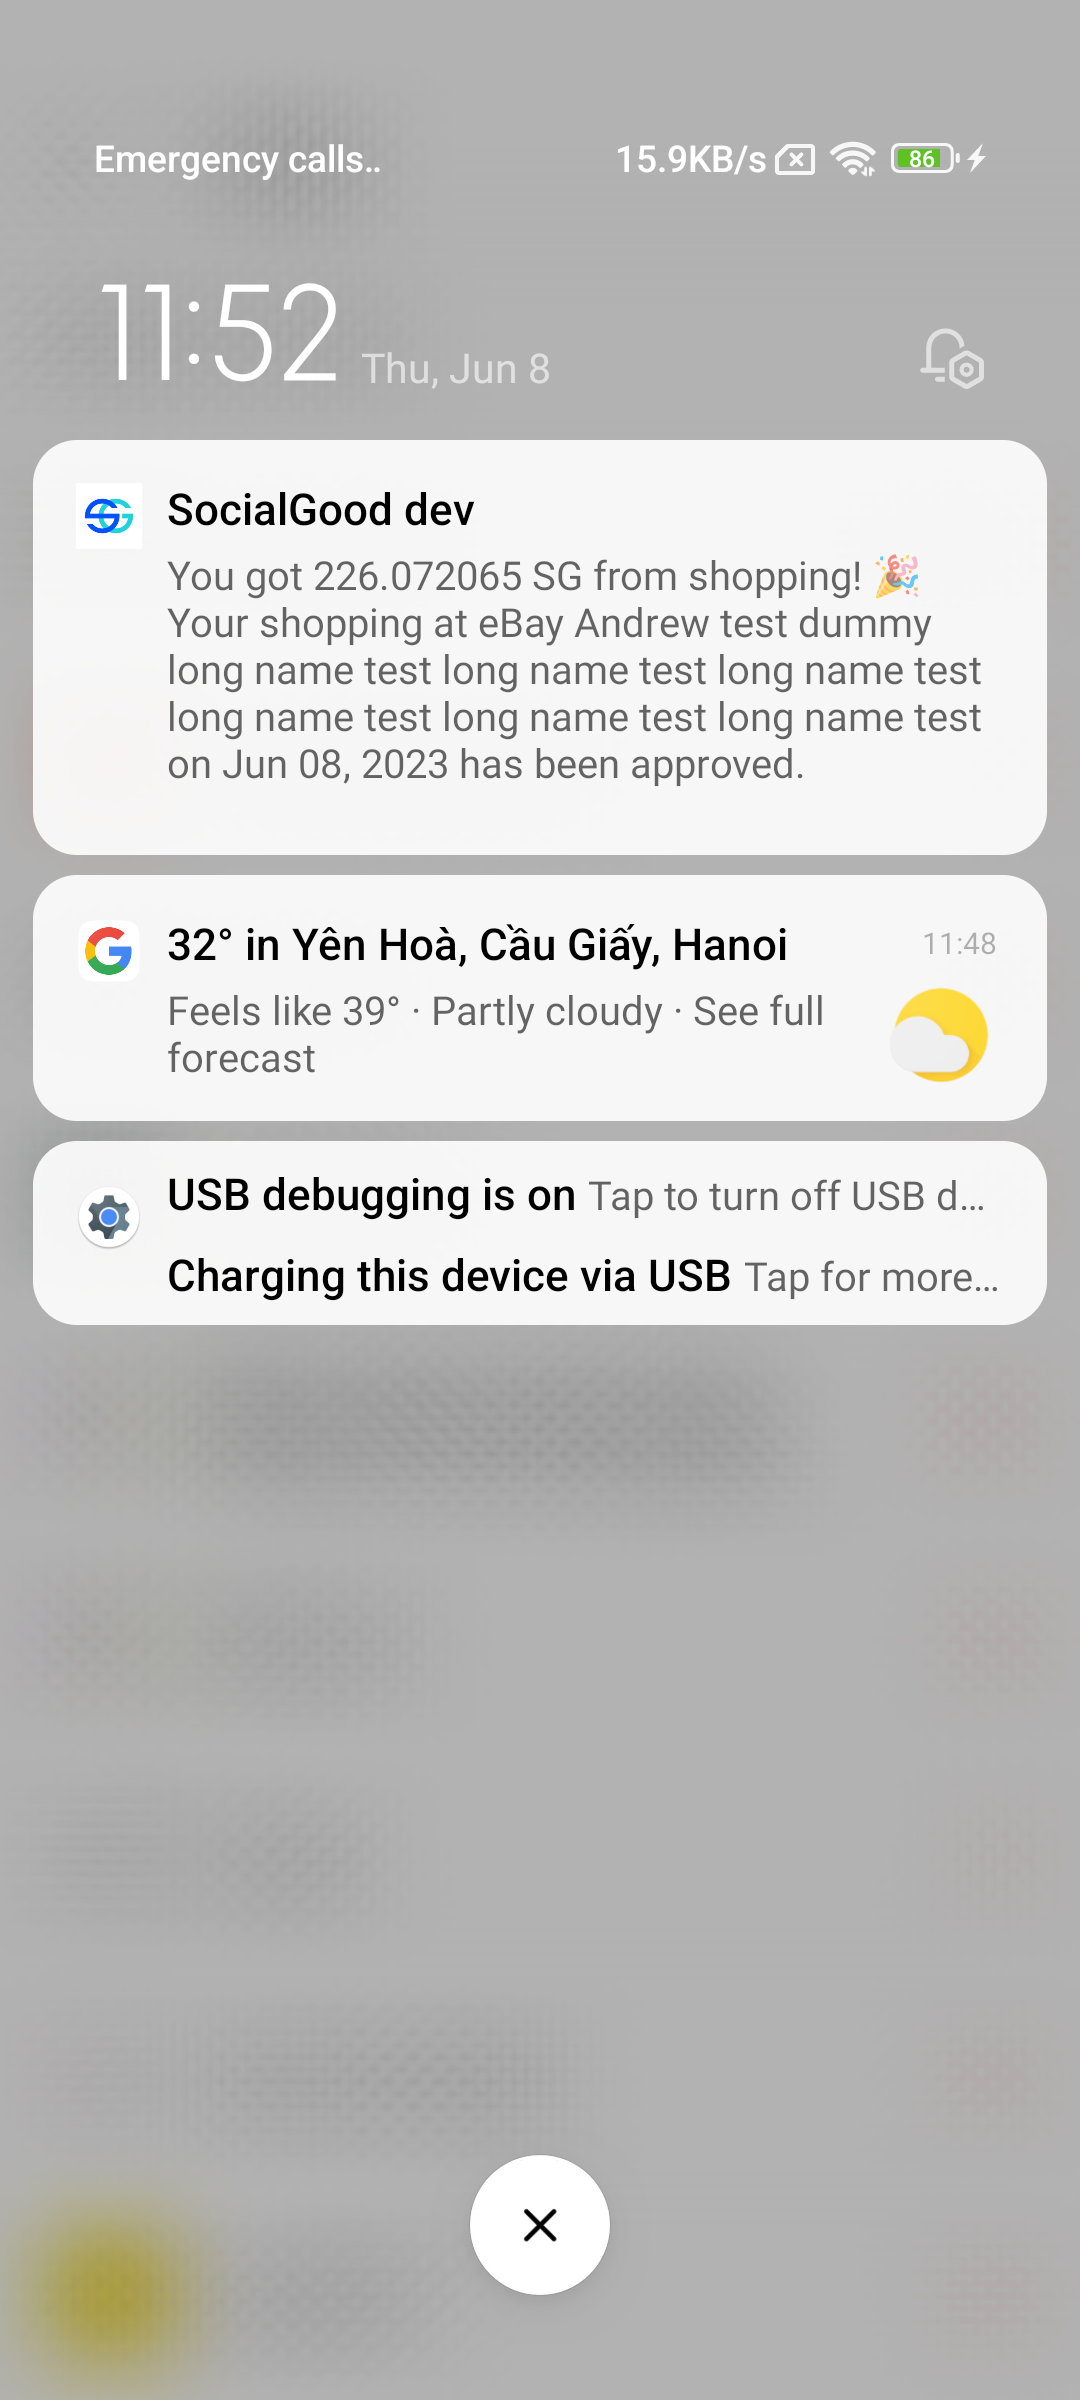 Emergency calls.. 15.9KB/s 86
11:52 Thu, Jun 8
SocialGood dev
You got 226.072065 SG from shopping! 🎉
Your shopping at eBay Andrew test dummy
long name test long name test long name test
long name test long name test long name test
on Jun 08, 2023 has been approved.
32° in Yên Hoà, Cầu Giấy, Hanoi 11:48
Feels like 39° · Partly cloudy · See full
forecast
USB debugging is on Tap to turn off USB d...
Charging this device via USB Tap for more...